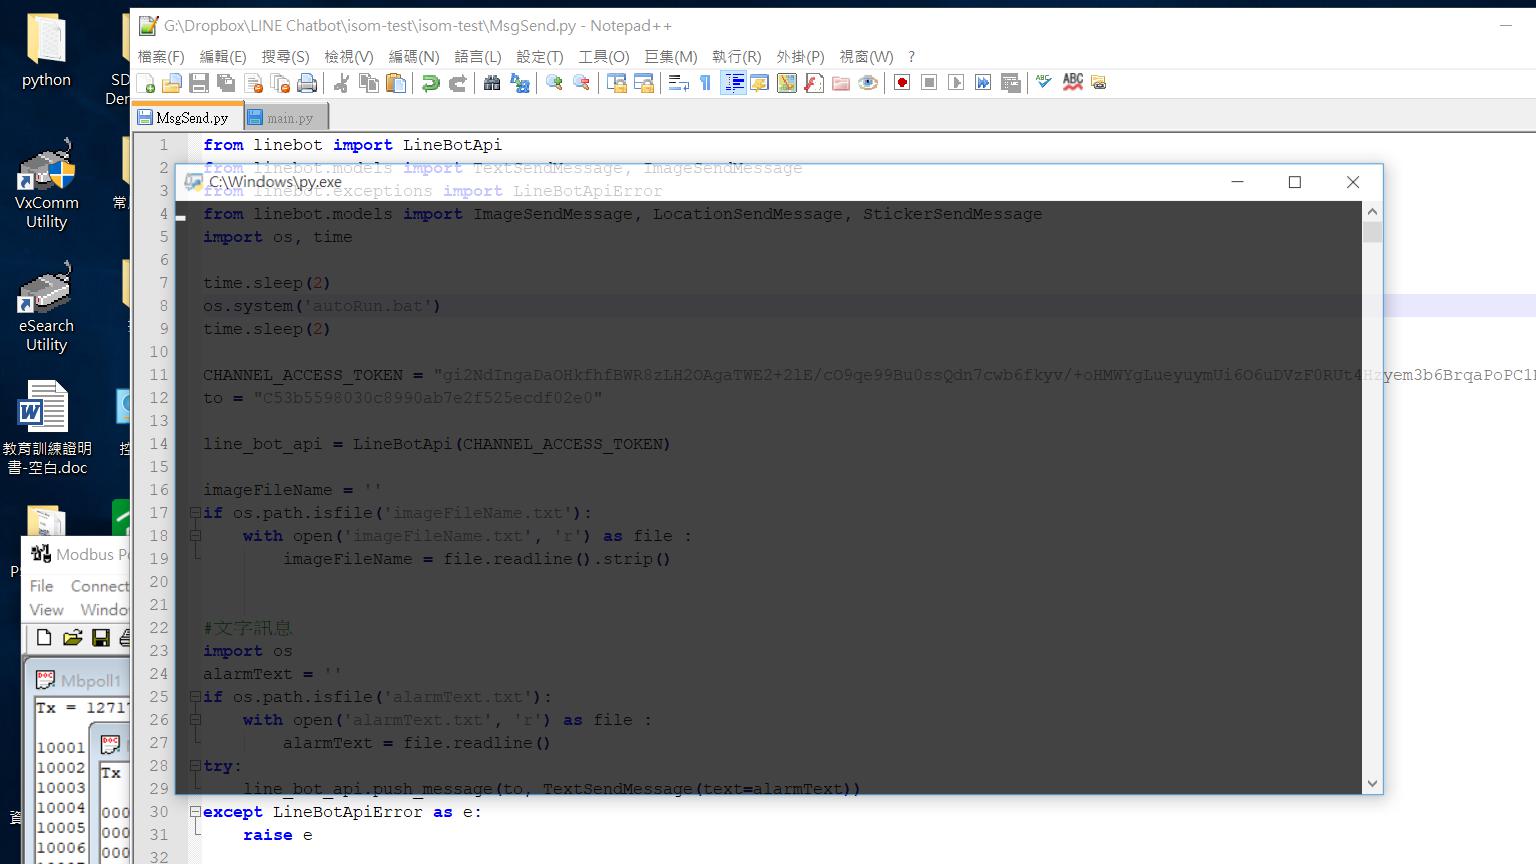 python
SD
Den
VxComm
Utility
常
eSearch
Utility
教育訓練證明
書-空白.doc
控
G:\Dropbox\LINE Chatbot\isom-test\isom-test\MsgSend.py - Notepad++
檔案(F) 編輯(E) 搜尋(S) 檢視(V) 編碼(N) 語言(L) 設定(T) 工具(O) 巨集(M) 執行(R) 外掛(P) 視窗(W) ?
MsgSend.py main.py
C:\Windows\py.exe
1 from linebot import LineBotApi
2 from linebot.models import TextSendMessage, ImageSendMessage
3 from linebot.exceptions import LineBotApiError
4 from linebot.models import ImageSendMessage, LocationSendMessage, StickerSendMessage
5 import os, time
6
7 time.sleep(2)
8 os.system('autoRun.bat')
9 time.sleep(2)
10
11 CHANNEL_ACCESS_TOKEN = "gi2NdIngaDaOHkfhfBWR8zLH2OAgaTWE2+2lE/cO9qe99Bu0ssQdn7cwb6fkyv/+oHMWYgLueyuymUi6O6uDVzF0RUt4Hzyem3b6BrqaPoPC1
12 to = "C53b5598030c8990ab7e2f525ecdf02e0"
13
14 line_bot_api = LineBotApi(CHANNEL_ACCESS_TOKEN)
15
16 imageFileName = ''
17 if os.path.isfile('imageFileName.txt'):
18 with open('imageFileName.txt', 'r') as file :
19 imageFileName = file.readline().strip()
20
21
22 #文字訊息
23 import os
24 alarmText = ''
25 if os.path.isfile('alarmText.txt'):
26 with open('alarmText.txt', 'r') as file :
27 alarmText = file.readline()
28 try:
29 line_bot_api.push_message(to, TextSendMessage(text=alarmText))
30 except LineBotApiError as e:
31 raise e
32
Modbus Po
File Connect
View Windo
Mbpoll1
Tx = 1271
10001
10002
10003
10004
10005
10006
Tx
000
000
000
資